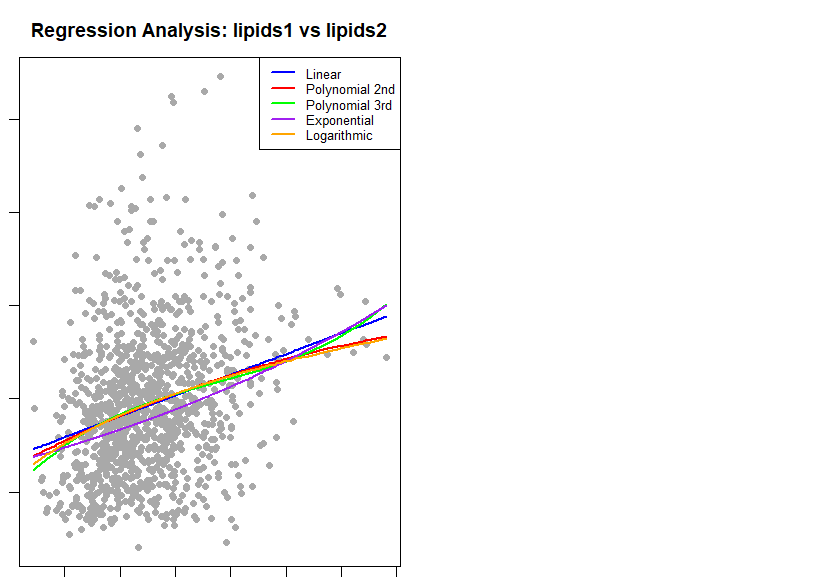 Regression Analysis: lipids1 vs lipids2
Linear
Polynomial 2nd
Polynomial 3rd
Exponential
Logarithmic